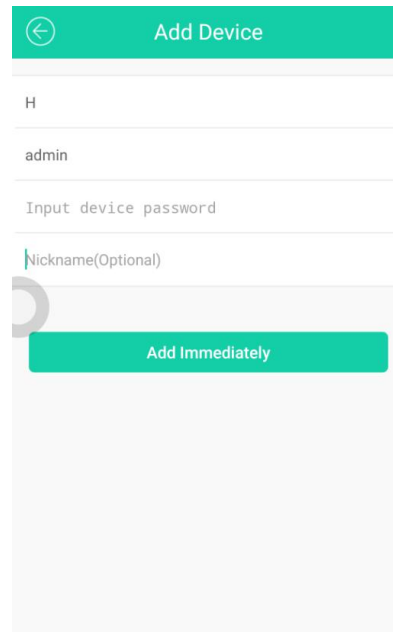 Add Device
H
admin
Input device password
Nickname(Optional)
Add Immediately